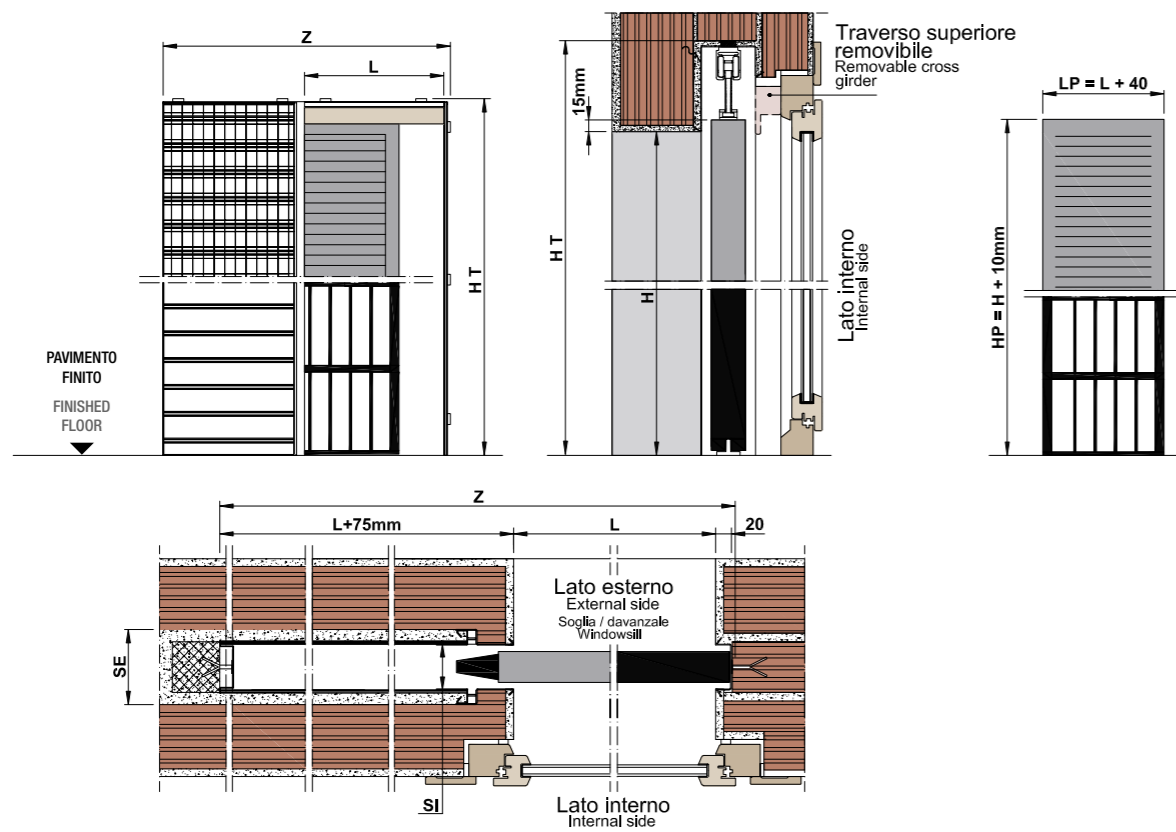 Z
L
H T
PAVIMENTO
FINITO
FINISHED
FLOOR
15mm
H T
H
Traverso superiore
removibile
Removable cross
girder
Lato interno
Internal side
LP = L + 40
HP = H + 10mm
Z
L+75mm
L
20
Lato esterno
External side
Soglia / davanzale
Windowsill
SE
SI
Lato interno
Internal side